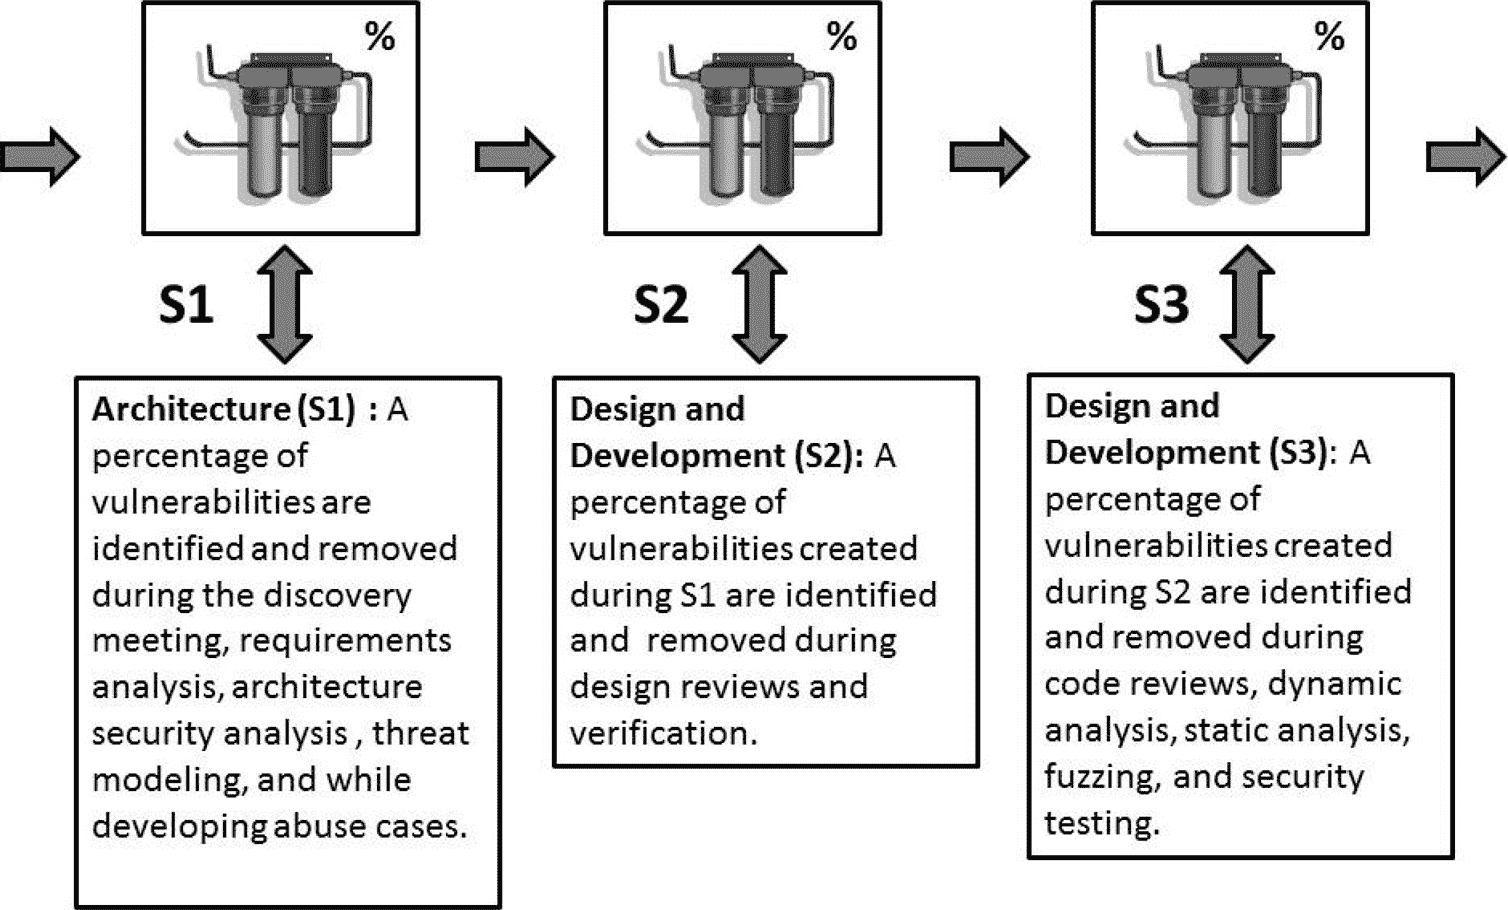 %
%
%
S1
S2
S3
Architecture (S1) : A
percentage of
vulnerabilities are
identified and removed
during the discovery
meeting, requirements
analysis, architecture
security analysis , threat
modeling, and while
developing abuse cases.
Design and
Development (S2): A
percentage of
vulnerabilities created
during S1 are identified
and  removed during
design reviews and
verification.
Design and
Development (S3): A
percentage of
vulnerabilities created
during S2 are identified
and removed during
code reviews, dynamic
analysis, static analysis,
fuzzing, and security
testing.